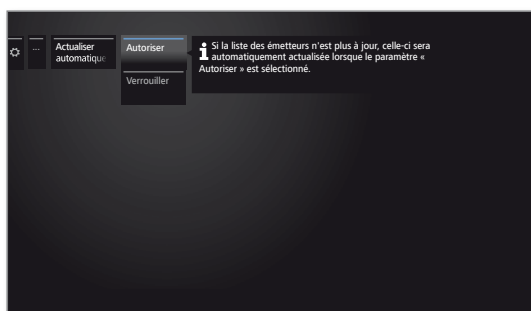 ...
Actualiser
automatique
Autoriser
Verrouiller
i Si la liste des émetteurs n'est plus à jour, celle-ci sera
automatiquement actualisée lorsque le paramètre «
Autoriser » est sélectionné.